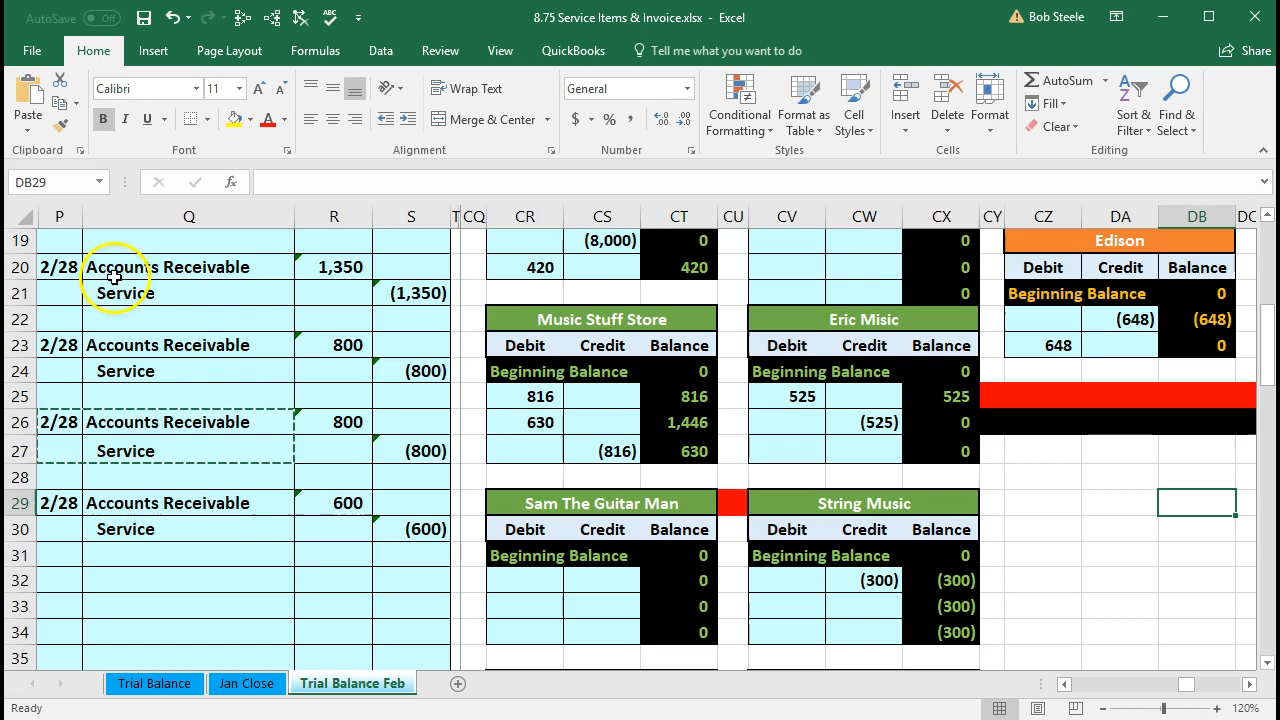 AutoSave Off 8.75 Service Items & Invoice.xlsx — Excel Bob Steele
File Home Insert Page Layout Formulas Data Review View QuickBooks Tell me what you want to do Share
Paste Calibri 11 Wrap Text General Conditional Formatting Format as Table Cell Styles Insert Delete Format AutoSum Sort & Filter Find & Select
B I U Merge & Center $ % , Fill Clear
Clipboard Font Alignment Number Styles Cells Editing
DB29 fx
P Q R S T CQ CR CS CT CU CV CW CX CY CZ DA DB DC
19 (8,000) 0 0 Edison
20 2/28 Accounts Receivable 1,350 420 420 0 Debit Credit Balance
21 Service (1,350) 0 Beginning Balance 0
22 Music Stuff Store Eric Misic (648) (648)
23 2/28 Accounts Receivable 800 Debit Credit Balance Debit Credit Balance 648 0
24 Service (800) Beginning Balance 0 Beginning Balance 0
25 816 816 525 525
26 2/28 Accounts Receivable 800 630 1,446 (525) 0
27 Service (800) (816) 630 0
28
29 2/28 Accounts Receivable 600 Sam The Guitar Man String Music
30 Service (600) Debit Credit Balance Debit Credit Balance
31 Beginning Balance 0 Beginning Balance 0
32 0 (300) (300)
33 0 (300)
34 0 (300)
35
Trial Balance Jan Close Trial Balance Feb
Ready 120%